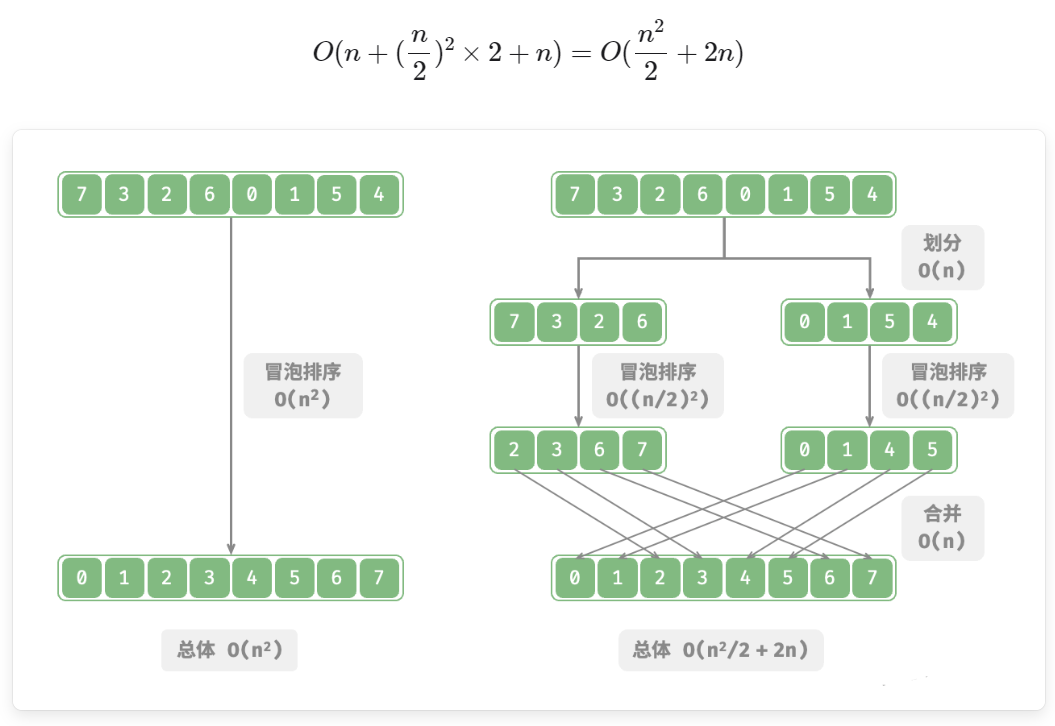 O(n + (n/2)² × 2 + n) = O(n²/2 + 2n)
7 3 2 6 0 1 5 4
冒泡排序
O(n²)
0 1 2 3 4 5 6 7
总体 O(n²)
7 3 2 6 0 1 5 4
划分
O(n)
7 3 2 6
0 1 5 4
冒泡排序
O((n/2)²)
冒泡排序
O((n/2)²)
2 3 6 7
0 1 4 5
合并
O(n)
0 1 2 3 4 5 6 7
总体 O(n²/2 + 2n)